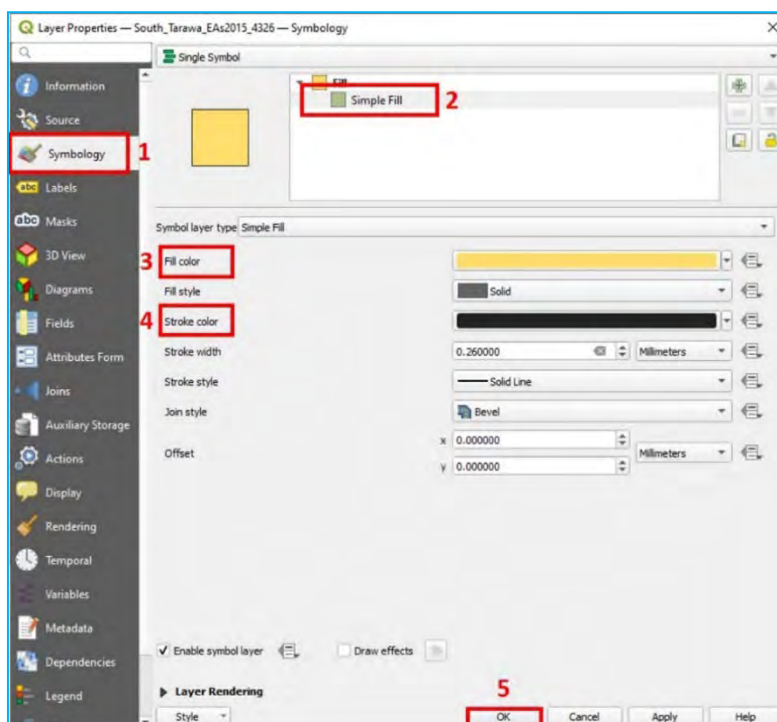 Layer Properties — South_Tarawa_EAs2015_4326 — Symbology
Single Symbol
Information
Source
Symbology
1
Labels
Masks
3D View
Diagrams
Fields
Attributes Form
Joins
Auxiliary Storage
Actions
Display
Rendering
Temporal
Variables
Metadata
Dependencies
Legend
Fill
Simple Fill
2
Symbol layer type Simple Fill
3 Fill color
Fill style Solid
4 Stroke color
Stroke width 0.260000 Millimeters
Stroke style Solid Line
Join style Bevel
Offset x 0.000000 Millimeters
y 0.000000
Enable symbol layer Draw effects
Layer Rendering
5
Style OK Cancel Apply Help